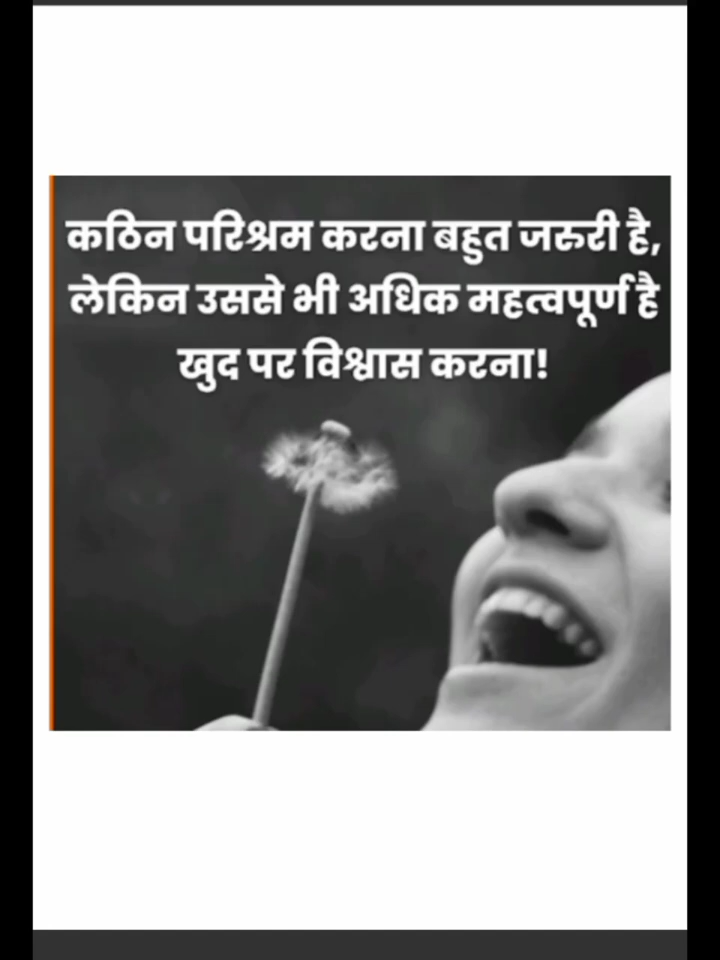 कठिन परिश्रम करना बहुत जरुरी है,
लेकिन उससे भी अधिक महत्वपूर्ण है
खुद पर विश्वास करना!